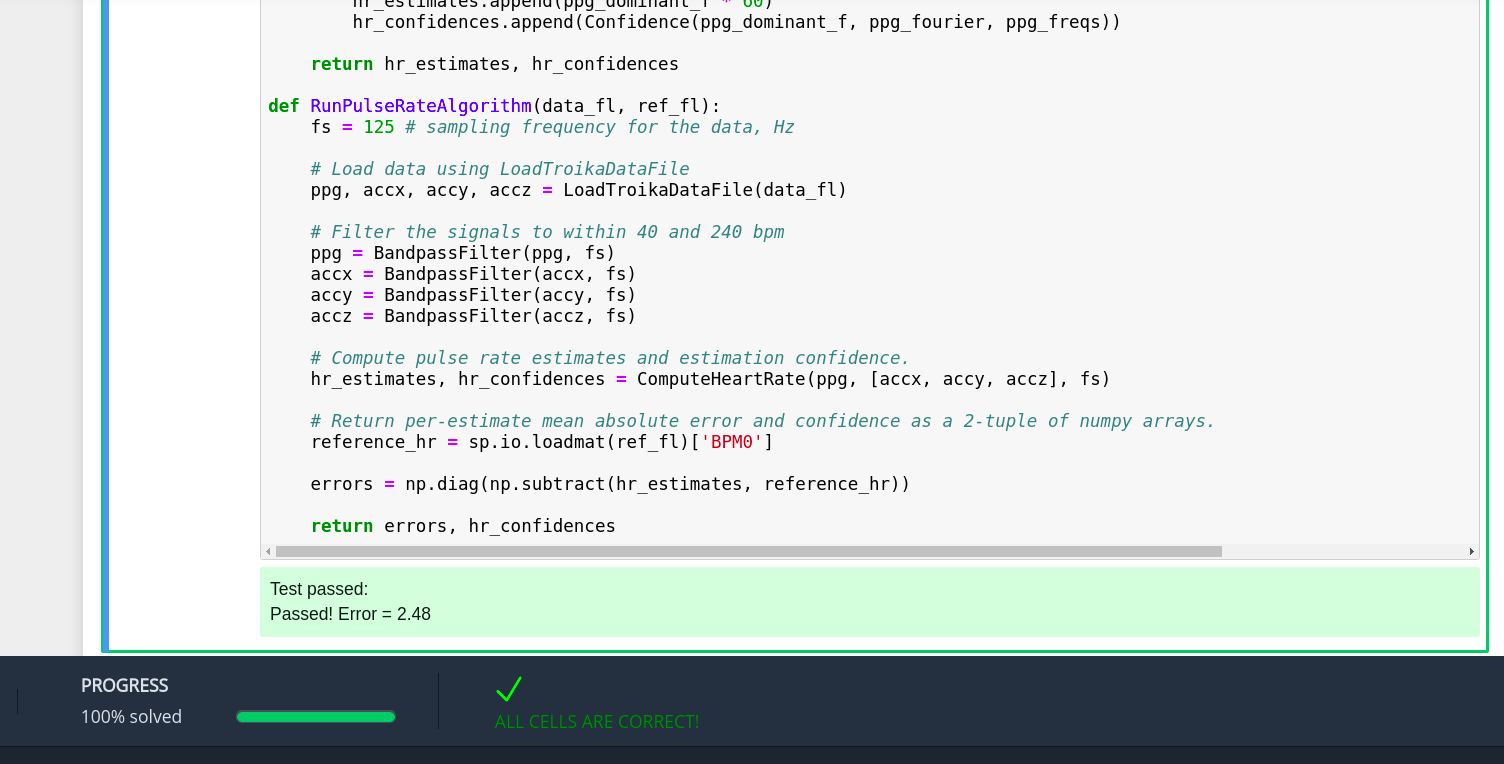 hr_estimates.append(ppg_dominant_f * 60)
        hr_confidences.append(Confidence(ppg_dominant_f, ppg_fourier, ppg_freqs))
    return hr_estimates, hr_confidences
def RunPulseRateAlgorithm(data_fl, ref_fl):
    fs = 125 # sampling frequency for the data, Hz
    # Load data using LoadTroikaDataFile
    ppg, accx, accy, accz = LoadTroikaDataFile(data_fl)
    # Filter the signals to within 40 and 240 bpm
    ppg = BandpassFilter(ppg, fs)
    accx = BandpassFilter(accx, fs)
    accy = BandpassFilter(accy, fs)
    accz = BandpassFilter(accz, fs)
    # Compute pulse rate estimates and estimation confidence.
    hr_estimates, hr_confidences = ComputeHeartRate(ppg, [accx, accy, accz], fs)
    # Return per-estimate mean absolute error and confidence as a 2-tuple of numpy arrays.
    reference_hr = sp.io.loadmat(ref_fl)['BPM0']
    errors = np.diag(np.subtract(hr_estimates, reference_hr))
    return errors, hr_confidences
Test passed:
Passed! Error = 2.48
PROGRESS
100% solved
ALL CELLS ARE CORRECT!